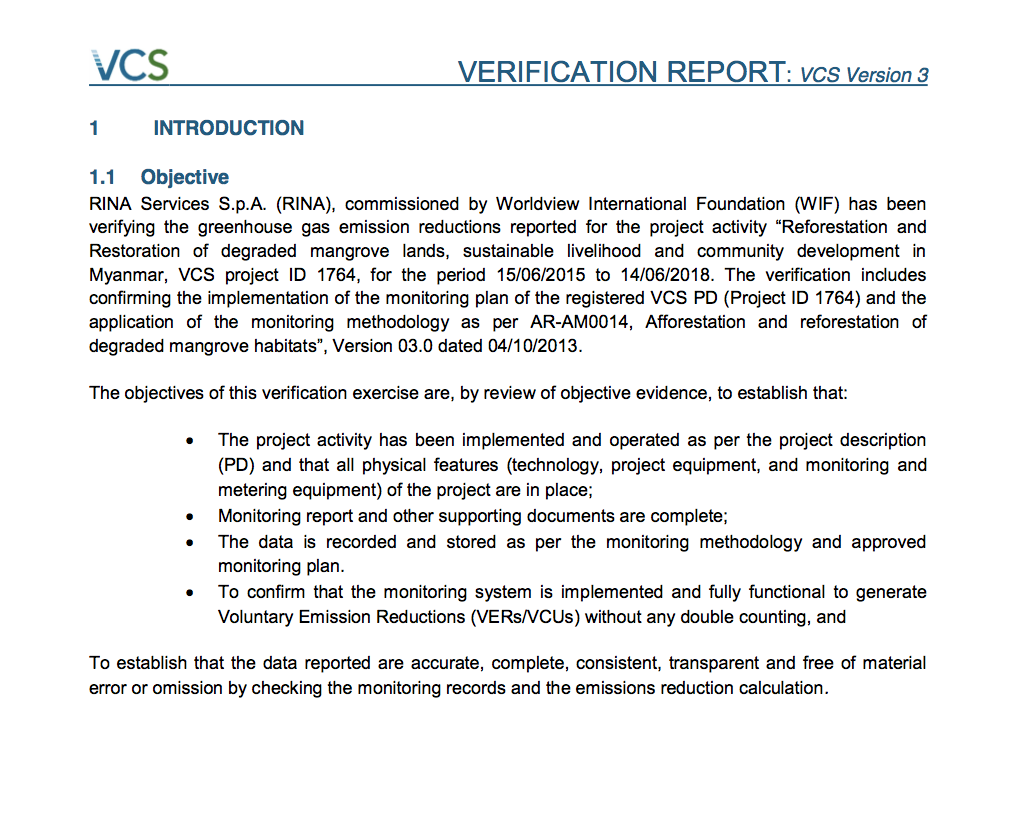 VCS
VERIFICATION REPORT: VCS Version 3
1 INTRODUCTION
1.1 Objective
RINA Services S.p.A. (RINA), commissioned by Worldview International Foundation (WIF) has been
verifying the greenhouse gas emission reductions reported for the project activity “Reforestation and
Restoration of degraded mangrove lands, sustainable livelihood and community development in
Myanmar, VCS project ID 1764, for the period 15/06/2015 to 14/06/2018. The verification includes
confirming the implementation of the monitoring plan of the registered VCS PD (Project ID 1764) and the
application of the monitoring methodology as per AR-AM0014, Afforestation and reforestation of
degraded mangrove habitats”, Version 03.0 dated 04/10/2013.
The objectives of this verification exercise are, by review of objective evidence, to establish that:
• The project activity has been implemented and operated as per the project description
(PD) and that all physical features (technology, project equipment, and monitoring and
metering equipment) of the project are in place;
• Monitoring report and other supporting documents are complete;
• The data is recorded and stored as per the monitoring methodology and approved
monitoring plan.
• To confirm that the monitoring system is implemented and fully functional to generate
Voluntary Emission Reductions (VERs/VCUs) without any double counting, and
To establish that the data reported are accurate, complete, consistent, transparent and free of material
error or omission by checking the monitoring records and the emissions reduction calculation.